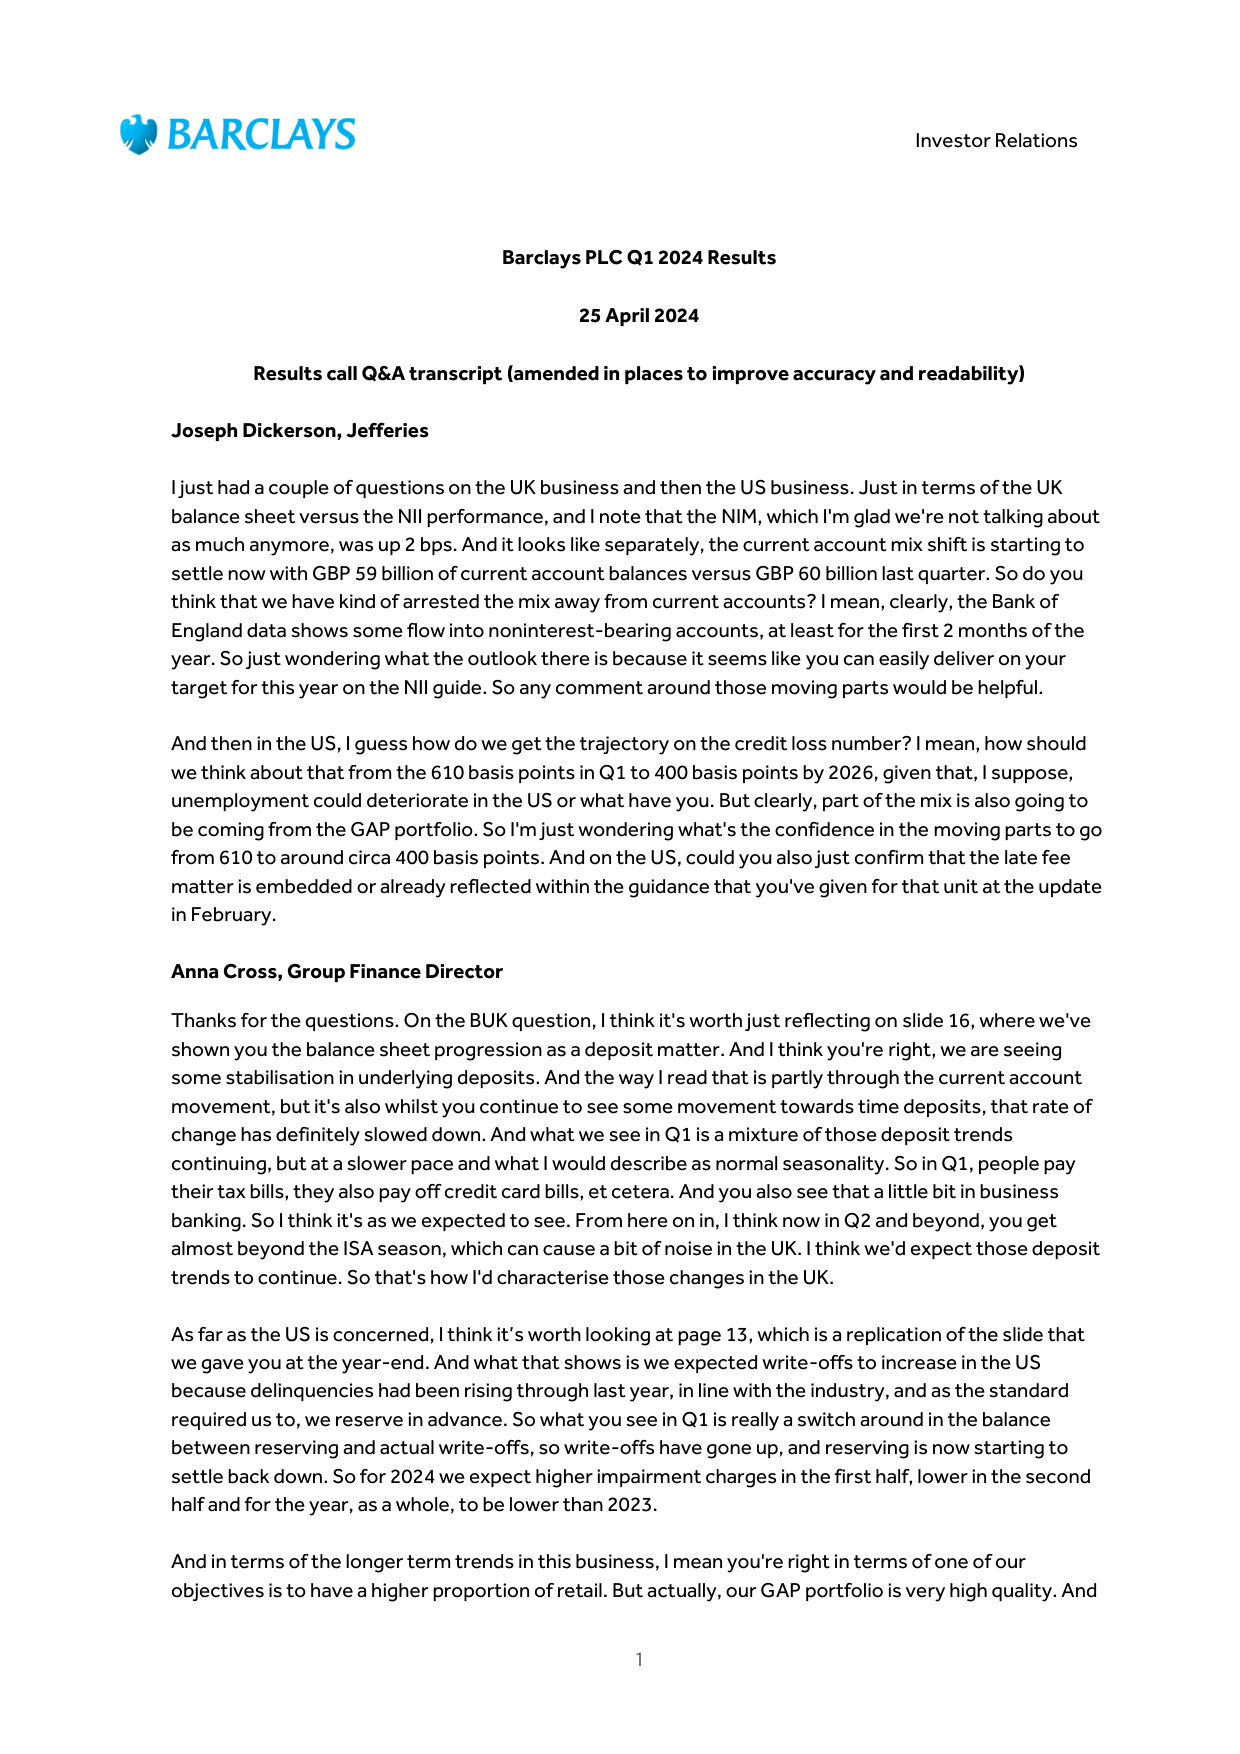 BARCLAYS
Investor Relations
Barclays PLC Q1 2024 Results
25 April 2024
Results call Q&A transcript (amended in places to improve accuracy and readability)
Joseph Dickerson, Jefferies
I just had a couple of questions on the UK business and then the US business. Just in terms of the UK
balance sheet versus the NII performance, and I note that the NIM, which I'm glad we're not talking about
as much anymore, was up 2 bps. And it looks like separately, the current account mix shift is starting to
settle now with GBP 59 billion of current account balances versus GBP 60 billion last quarter. So do you
think that we have kind of arrested the mix away from current accounts? I mean, clearly, the Bank of
England data shows some flow into noninterest-bearing accounts, at least for the first 2 months of the
year. So just wondering what the outlook there is because it seems like you can easily deliver on your
target for this year on the NII guide. So any comment around those moving parts would be helpful.
And then in the US, I guess how do we get the trajectory on the credit loss number? I mean, how should
we think about that from the 610 basis points in Q1 to 400 basis points by 2026, given that, I suppose,
unemployment could deteriorate in the US or what have you. But clearly, part of the mix is also going to
be coming from the GAP portfolio. So I'm just wondering what's the confidence in the moving parts to go
from 610 to around circa 400 basis points. And on the US, could you also just confirm that the late fee
matter is embedded or already reflected within the guidance that you've given for that unit at the update
in February.
Anna Cross, Group Finance Director
Thanks for the questions. On the BUK question, I think it's worth just reflecting on slide 16, where we've
shown you the balance sheet progression as a deposit matter. And I think you're right, we are seeing
some stabilisation in underlying deposits. And the way I read that is partly through the current account
movement, but it's also whilst you continue to see some movement towards time deposits, that rate of
change has definitely slowed down. And what we see in Q1 is a mixture of those deposit trends
continuing, but at a slower pace and what I would describe as normal seasonality. So in Q1, people pay
their tax bills, they also pay off credit card bills, et cetera. And you also see that a little bit in business
banking. So I think it's as we expected to see. From here on in, I think now in Q2 and beyond, you get
almost beyond the ISA season, which can cause a bit of noise in the UK. I think we'd expect those deposit
trends to continue. So that's how I'd characterise those changes in the UK.
As far as the US is concerned, I think it’s worth looking at page 13, which is a replication of the slide that
we gave you at the year-end. And what that shows is we expected write-offs to increase in the US
because delinquencies had been rising through last year, in line with the industry, and as the standard
required us to, we reserve in advance. So what you see in Q1 is really a switch around in the balance
between reserving and actual write-offs, so write-offs have gone up, and reserving is now starting to
settle back down. So for 2024 we expect higher impairment charges in the first half, lower in the second
half and for the year, as a whole, to be lower than 2023.
And in terms of the longer term trends in this business, I mean you're right in terms of one of our
objectives is to have a higher proportion of retail. But actually, our GAP portfolio is very high quality. And
1